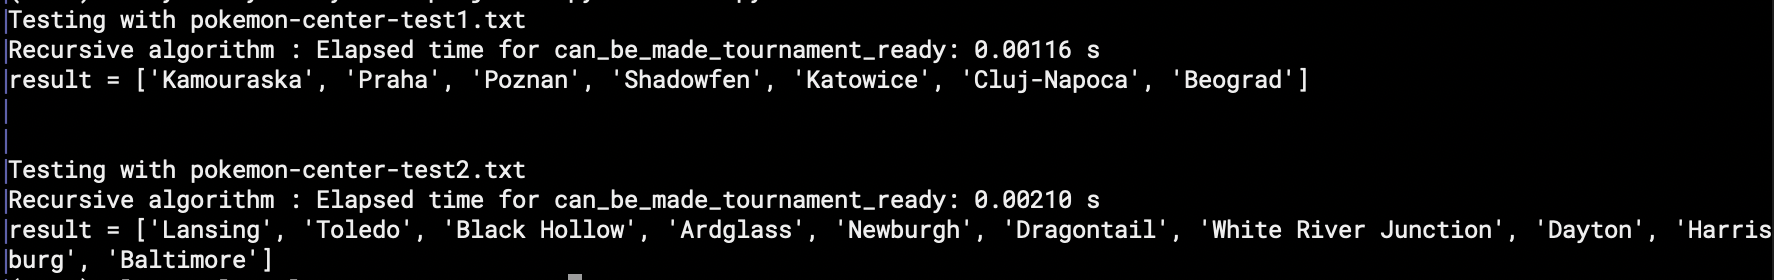 Testing with pokemon-center-test1.txt
Recursive algorithm : Elapsed time for can_be_made_tournament_ready: 0.00116 s
result = ['Kamouraska', 'Praha', 'Poznan', 'Shadowfen', 'Katowice', 'Cluj-Napoca', 'Beograd']
Testing with pokemon-center-test2.txt
Recursive algorithm : Elapsed time for can_be_made_tournament_ready: 0.00210 s
result = ['Lansing', 'Toledo', 'Black Hollow', 'Ardglass', 'Newburgh', 'Dragontail', 'White River Junction', 'Dayton', 'Harris
burg', 'Baltimore']